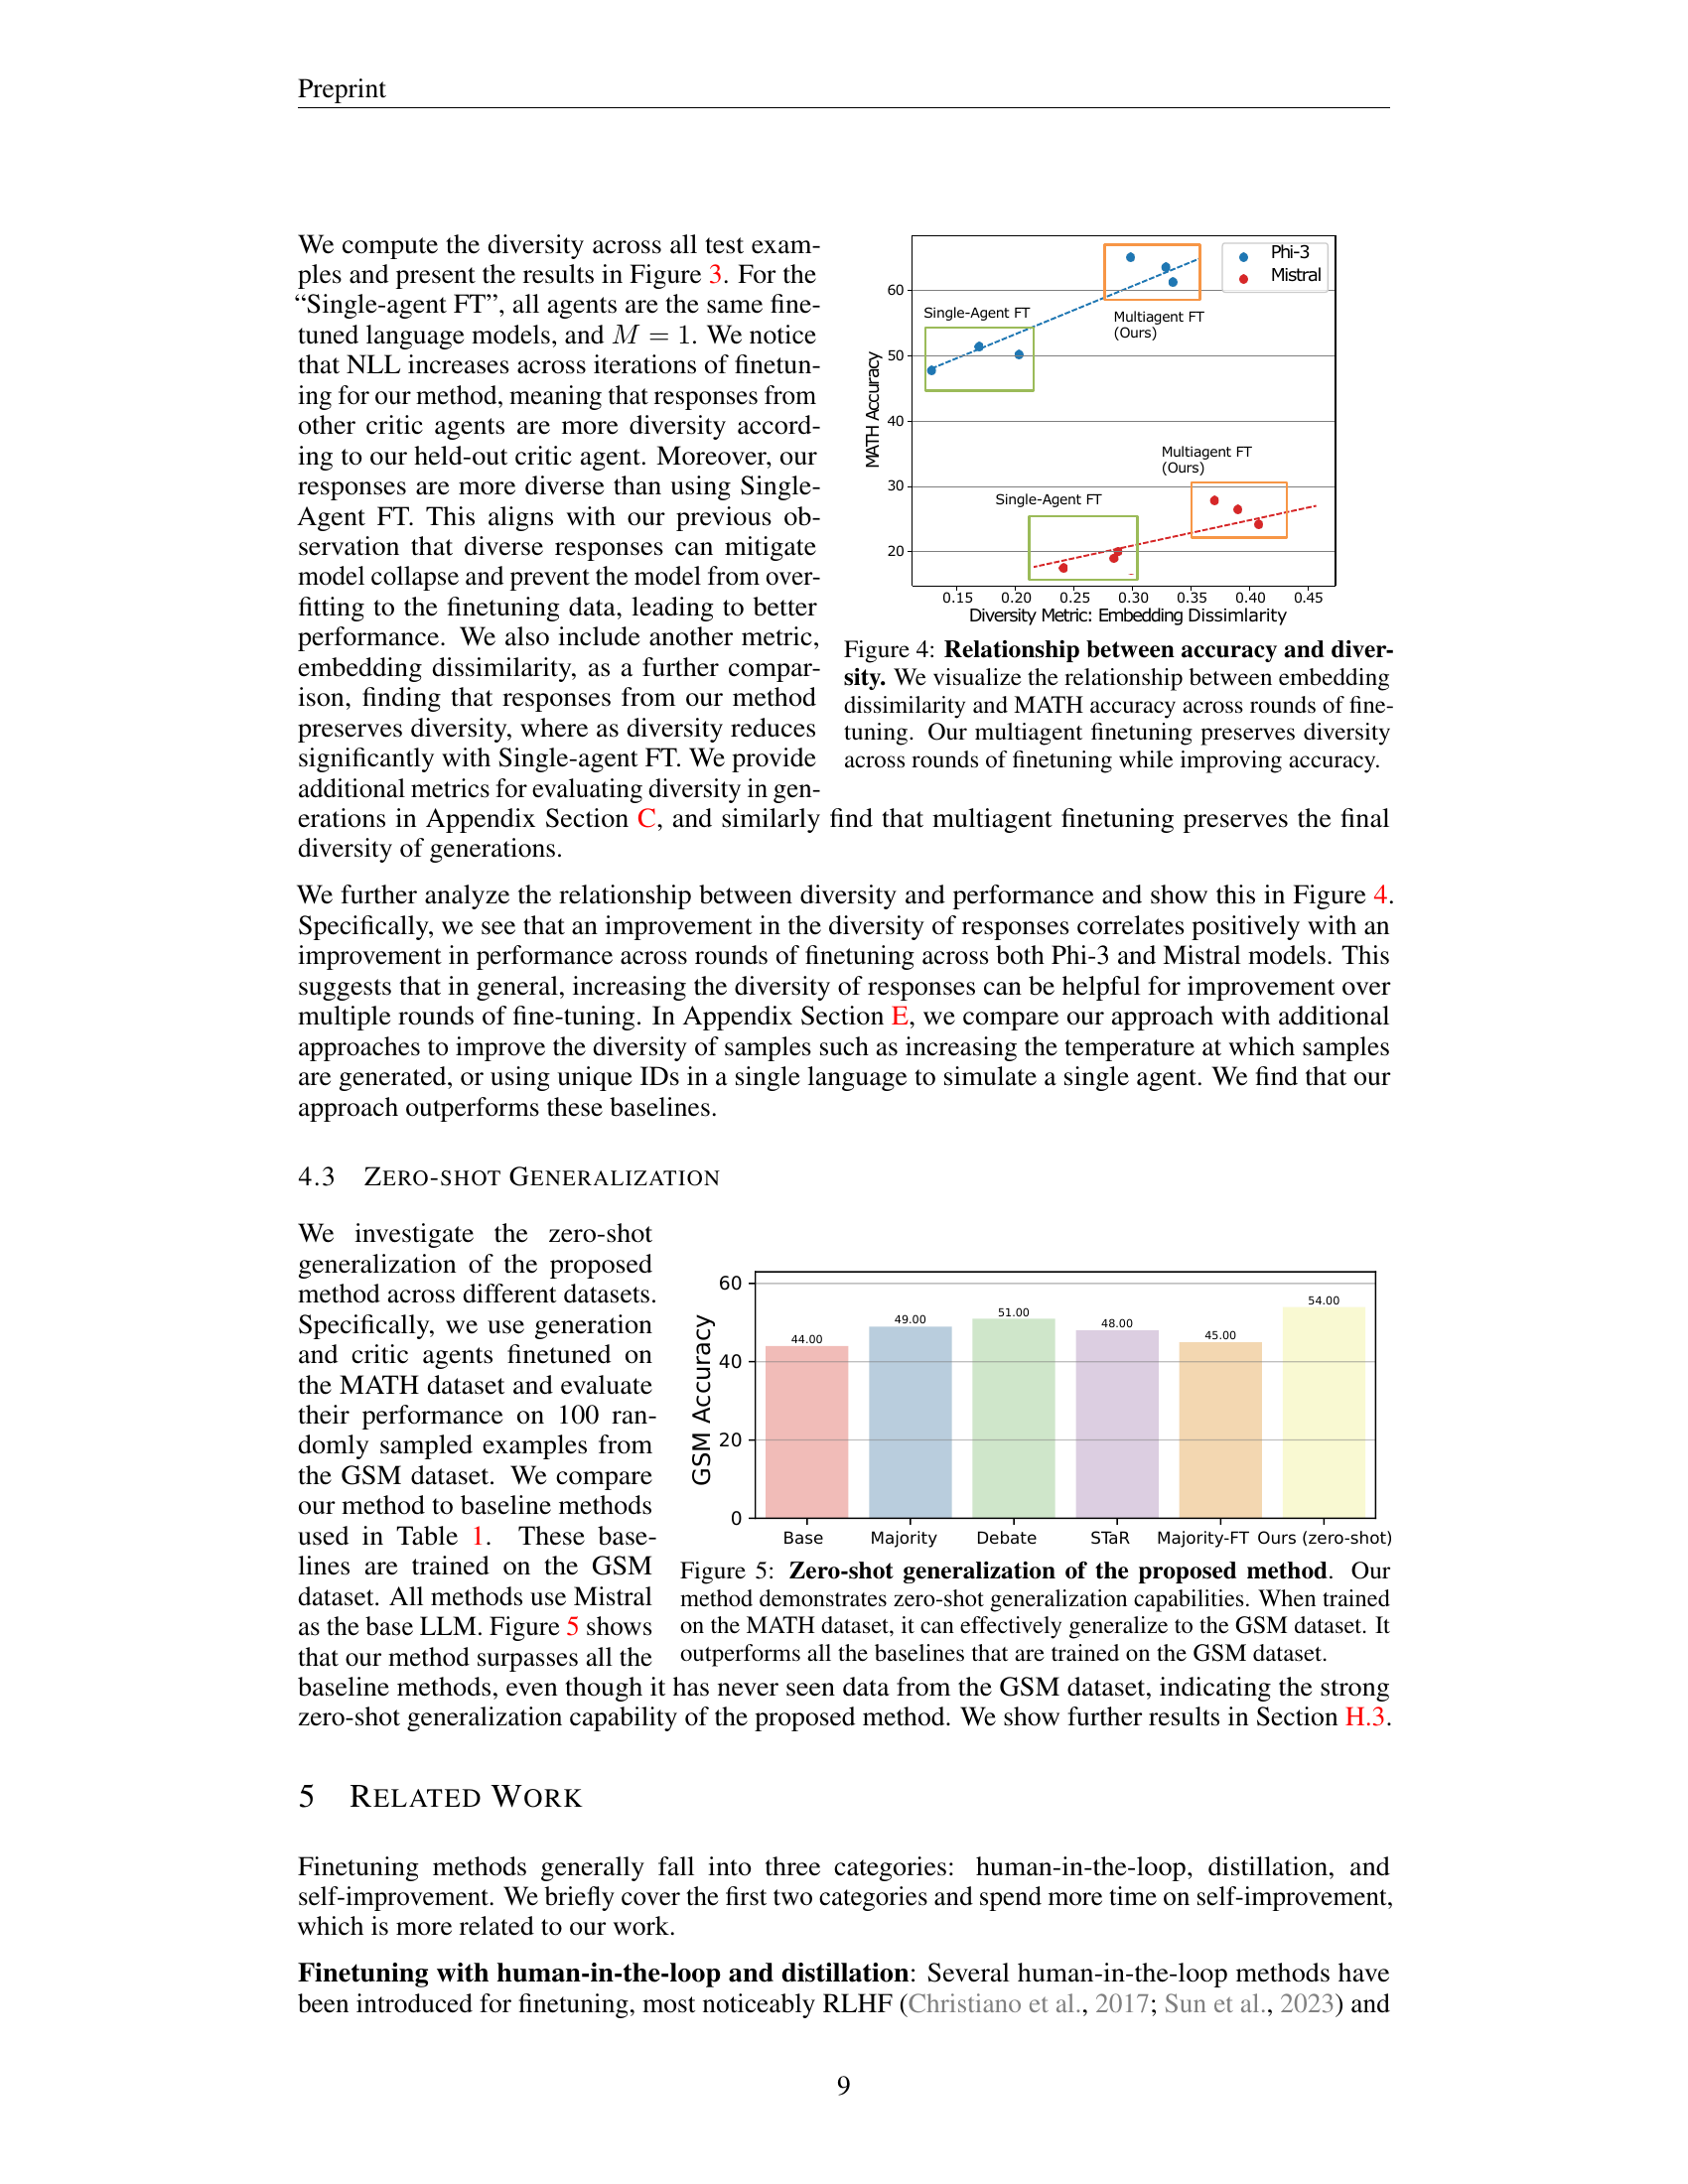 Preprint
We compute the diversity across all test exam-
ples and present the results in Figure 3. For the
“Single-agent FT”, all agents are the same fine-
tuned language models, and M = 1. We notice
that NLL increases across iterations of finetun-
ing for our method, meaning that responses from
other critic agents are more diversity accord-
ing to our held-out critic agent. Moreover, our
responses are more diverse than using Single-
Agent FT. This aligns with our previous ob-
servation that diverse responses can mitigate
model collapse and prevent the model from over-
fitting to the finetuning data, leading to better
performance. We also include another metric,
embedding dissimilarity, as a further compar-
ison, finding that responses from our method
preserves diversity, where as diversity reduces
significantly with Single-agent FT. We provide
additional metrics for evaluating diversity in gen-
erations in Appendix Section C, and similarly find that multiagent finetuning preserves the final
diversity of generations.
Phi-3
Mistral
60
50
40
30
20
MATH Accuracy
Single-Agent FT
Multiagent FT
(Ours)
Multiagent FT
(Ours)
Single-Agent FT
0.15 0.20 0.25 0.30 0.35 0.40 0.45
Diversity Metric: Embedding Dissimlarity
Figure 4: Relationship between accuracy and diver-
sity. We visualize the relationship between embedding
dissimilarity and MATH accuracy across rounds of fine-
tuning. Our multiagent finetuning preserves diversity
across rounds of finetuning while improving accuracy.
We further analyze the relationship between diversity and performance and show this in Figure 4.
Specifically, we see that an improvement in the diversity of responses correlates positively with an
improvement in performance across rounds of finetuning across both Phi-3 and Mistral models. This
suggests that in general, increasing the diversity of responses can be helpful for improvement over
multiple rounds of fine-tuning. In Appendix Section E, we compare our approach with additional
approaches to improve the diversity of samples such as increasing the temperature at which samples
are generated, or using unique IDs in a single language to simulate a single agent. We find that our
approach outperforms these baselines.
4.3 ZERO-SHOT GENERALIZATION
We investigate the zero-shot
generalization of the proposed
method across different datasets.
Specifically, we use generation
and critic agents finetuned on
the MATH dataset and evaluate
their performance on 100 ran-
domly sampled examples from
the GSM dataset. We compare
our method to baseline methods
used in Table 1. These base-
lines are trained on the GSM
dataset. All methods use Mistral
as the base LLM. Figure 5 shows
that our method surpasses all the
baseline methods, even though it has never seen data from the GSM dataset, indicating the strong
zero-shot generalization capability of the proposed method. We show further results in Section H.3.
60
40
20
0
GSM Accuracy
44.00 49.00 51.00 48.00 45.00 54.00
Base Majority Debate STaR Majority-FT Ours (zero-shot)
Figure 5: Zero-shot generalization of the proposed method. Our
method demonstrates zero-shot generalization capabilities. When trained
on the MATH dataset, it can effectively generalize to the GSM dataset. It
outperforms all the baselines that are trained on the GSM dataset.
5 RELATED WORK
Finetuning methods generally fall into three categories: human-in-the-loop, distillation, and
self-improvement. We briefly cover the first two categories and spend more time on self-improvement,
which is more related to our work.
Finetuning with human-in-the-loop and distillation: Several human-in-the-loop methods have
been introduced for finetuning, most noticeably RLHF (Christiano et al., 2017; Sun et al., 2023) and
9